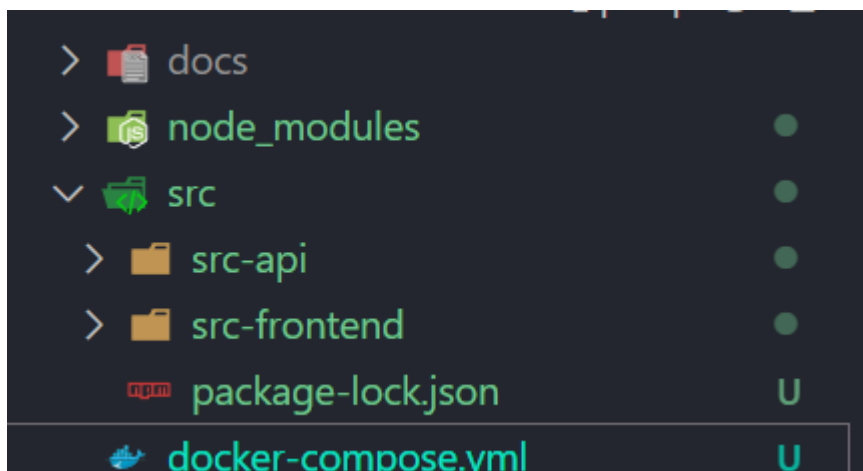 docs
node_modules
src
src-api
src-frontend
package-lock.json U
docker-compose.yml U